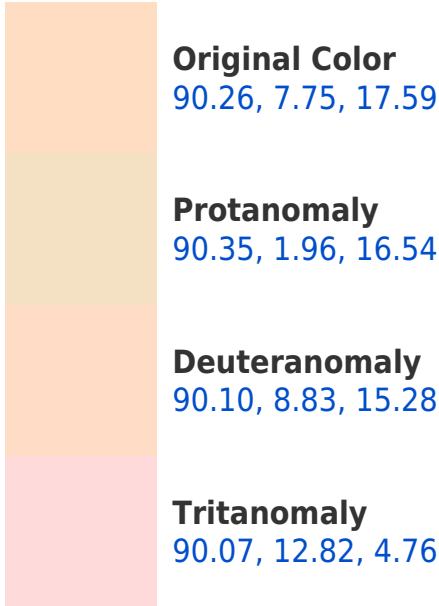 Original Color
90.26, 7.75, 17.59
Protanomaly
90.35, 1.96, 16.54
Deuteranomaly
90.10, 8.83, 15.28
Tritanomaly
90.07, 12.82, 4.76